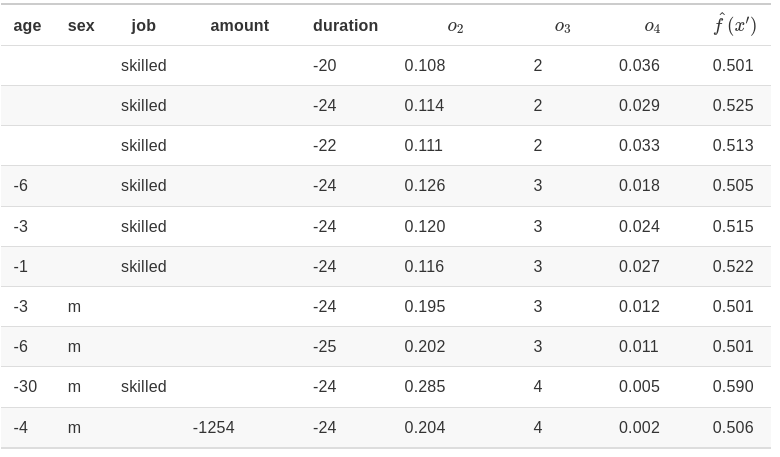 age sex job amount duration o₂ o₃ o₄ f̂(x′)
skilled -20 0.108 2 0.036 0.501
skilled -24 0.114 2 0.029 0.525
skilled -22 0.111 2 0.033 0.513
-6 skilled -24 0.126 3 0.018 0.505
-3 skilled -24 0.120 3 0.024 0.515
-1 skilled -24 0.116 3 0.027 0.522
-3 m -24 0.195 3 0.012 0.501
-6 m -25 0.202 3 0.011 0.501
-30 m skilled -24 0.285 4 0.005 0.590
-4 m -1254 -24 0.204 4 0.002 0.506